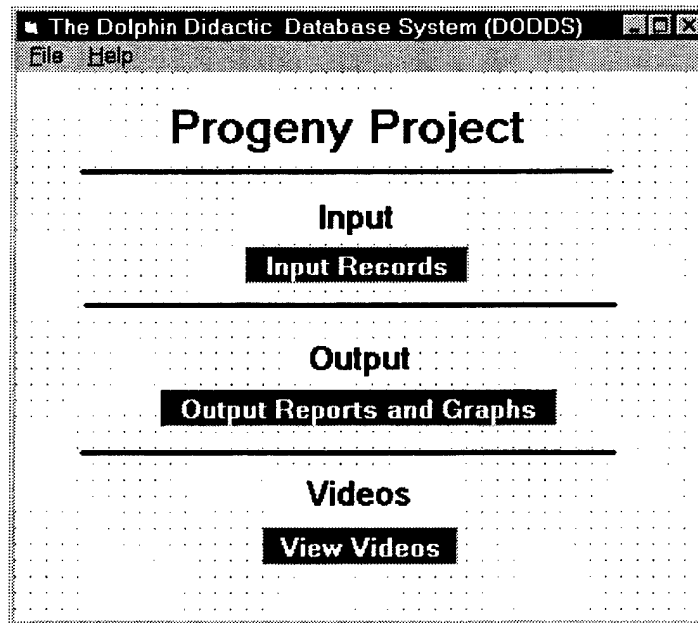 The Dolphin Didactic Database System (DODDS)
File Help
Progeny Project
Input
Input Records
Output
Output Reports and Graphs
Videos
View Videos